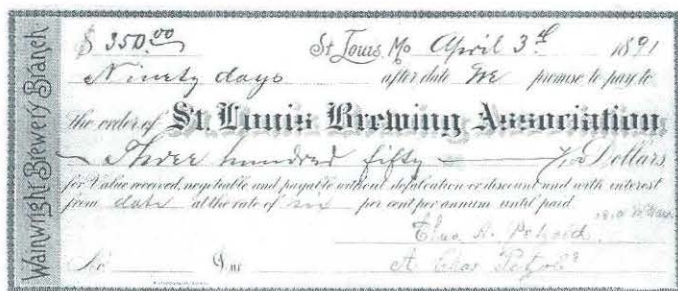 Wainwright Brewery Branch
$ 350.00 St Louis, Mo April 3d 1891
Ninety days after date We promise to pay to
the order of St. Louis Brewing Association
Three hundred fifty Dollars
for Value received, negotiable and payable without defalcation or discount and with interest
from date at the rate of six per cent per annum until paid
Chas A.
No. Due A Chas